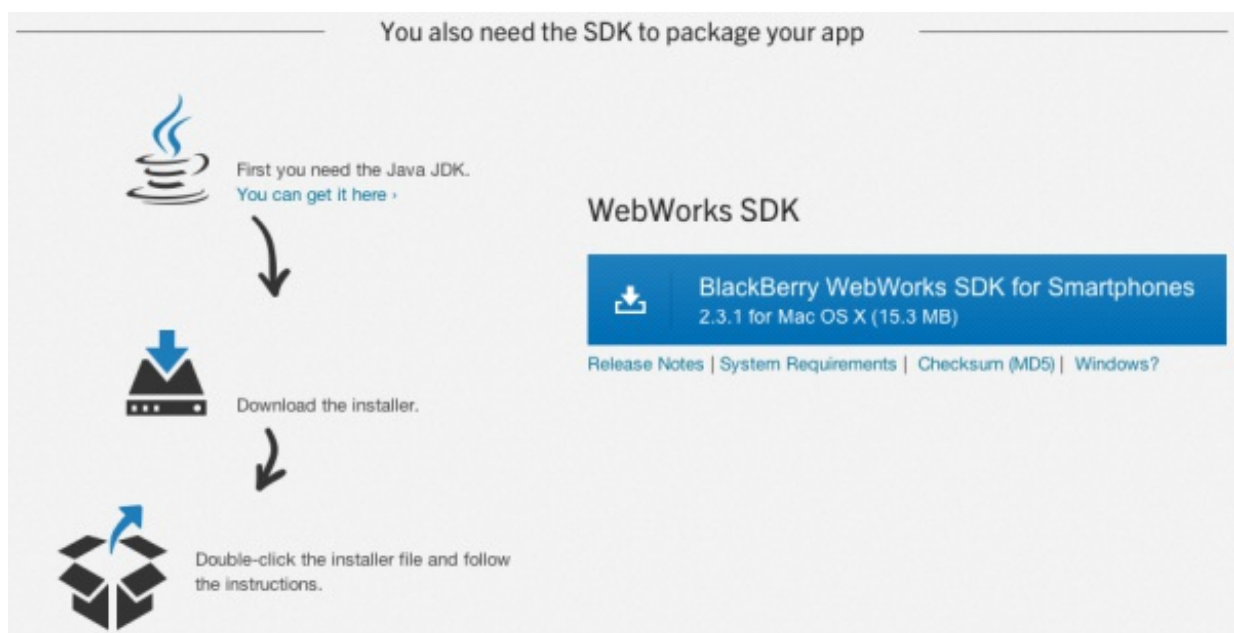 You also need the SDK to package your app
First you need the Java JDK.
You can get it here ›
Download the installer.
Double-click the installer file and follow
the instructions.
WebWorks SDK
BlackBerry WebWorks SDK for Smartphones
2.3.1 for Mac OS X (15.3 MB)
Release Notes | System Requirements | Checksum (MD5) | Windows?